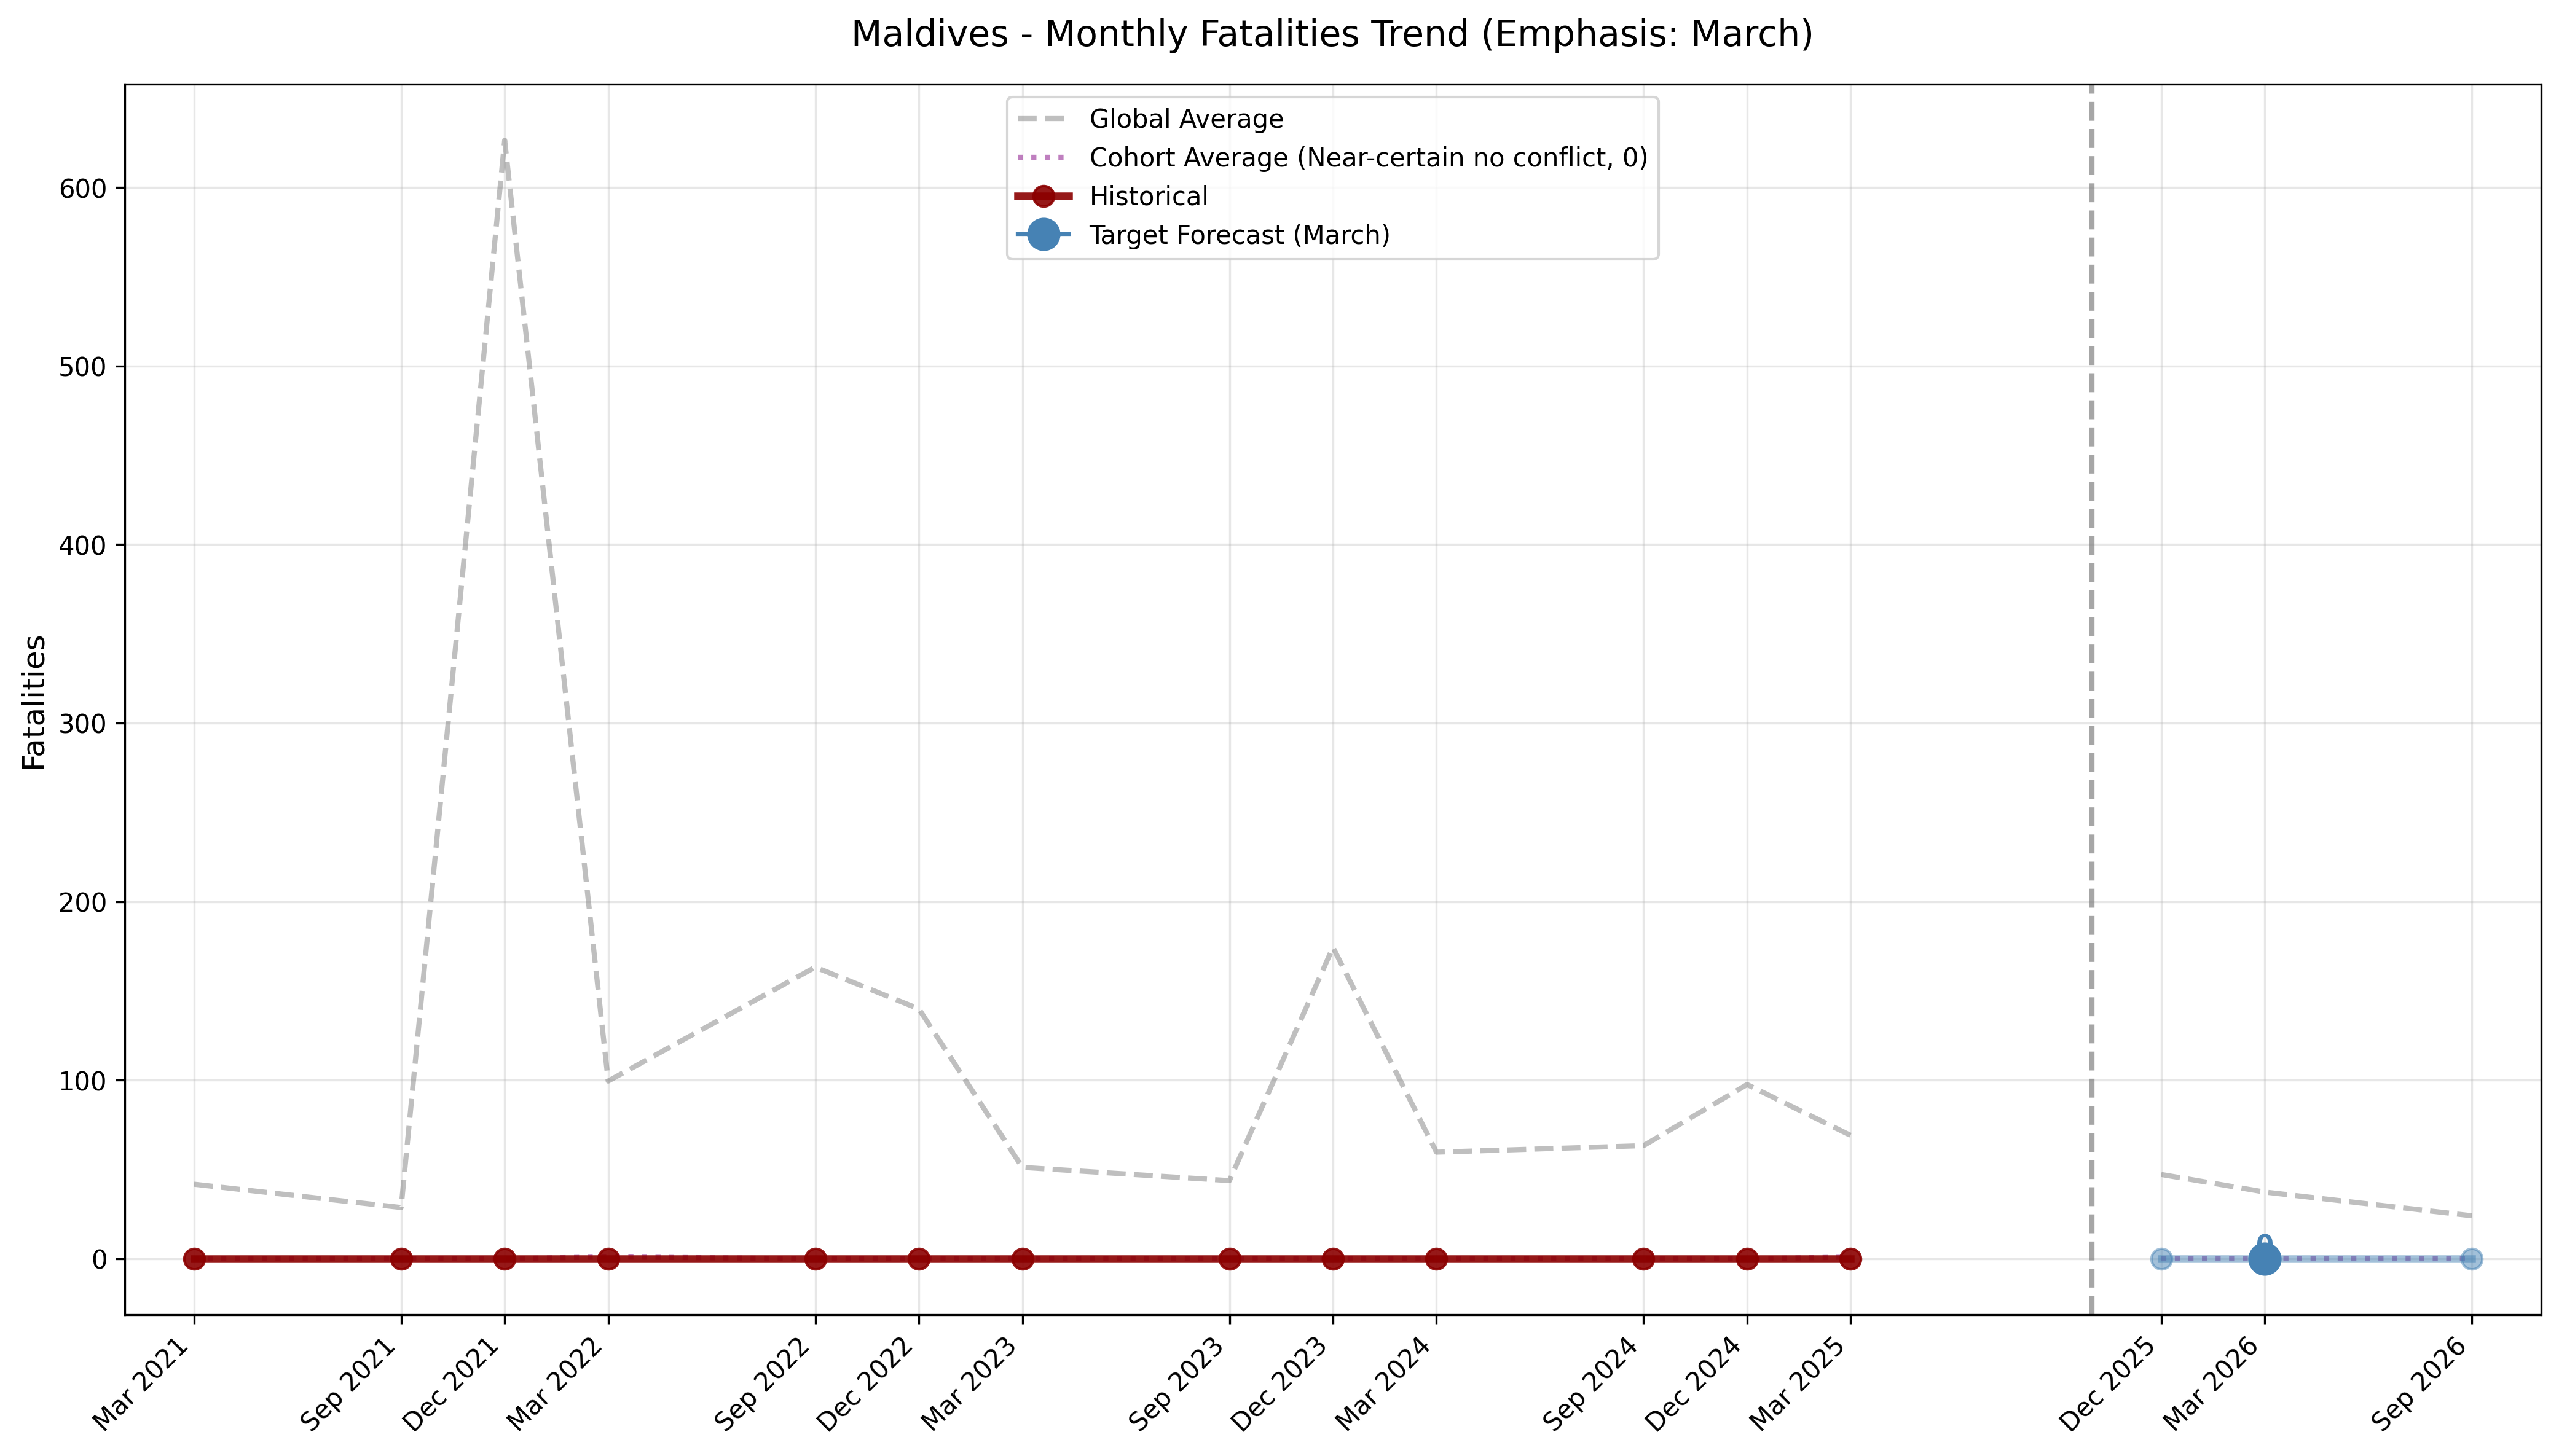 Maldives - Monthly Fatalities Trend (Emphasis: March)
Global Average
Cohort Average (Near-certain no conflict, 0)
Historical
Target Forecast (March)
Fatalities
600
500
400
300
200
100
0
0
Mar 2021
Sep 2021
Dec 2021
Mar 2022
Sep 2022
Dec 2022
Mar 2023
Sep 2023
Dec 2023
Mar 2024
Sep 2024
Dec 2024
Mar 2025
Dec 2025
Mar 2026
Sep 2026